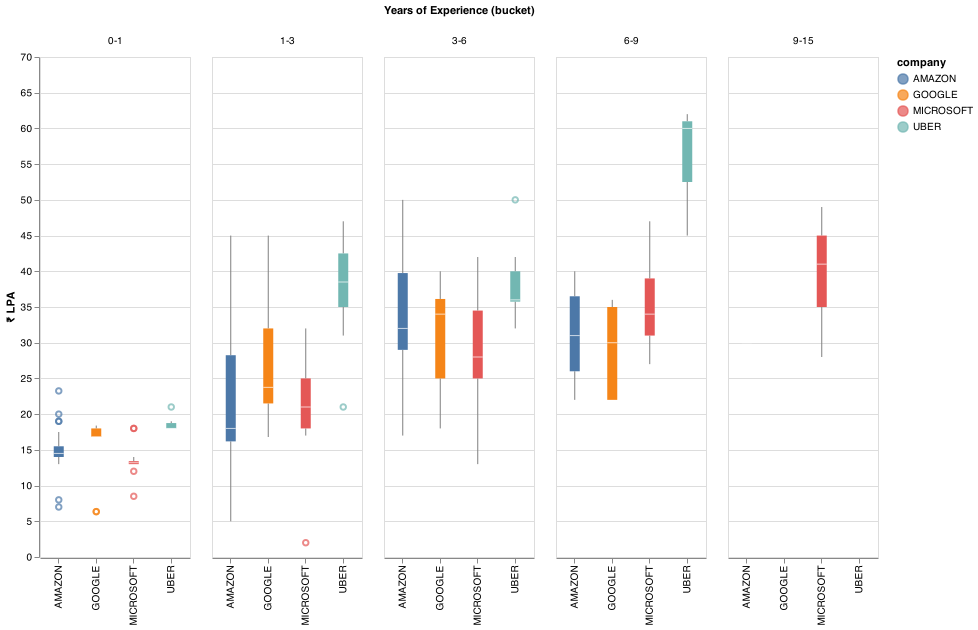 Years of Experience (bucket)
0-1 1-3 3-6 6-9 9-15
company
AMAZON
GOOGLE
MICROSOFT
UBER
₹ LPA
70
65
60
55
50
45
40
35
30
25
20
15
10
5
0
AMAZON GOOGLE MICROSOFT UBER AMAZON GOOGLE MICROSOFT UBER AMAZON GOOGLE MICROSOFT UBER AMAZON GOOGLE MICROSOFT UBER AMAZON GOOGLE MICROSOFT UBER